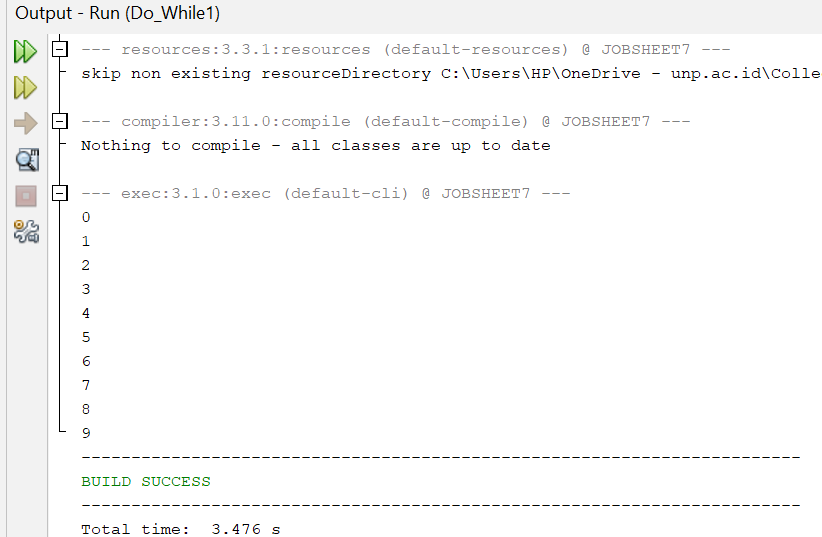 Output - Run (Do_While1)
--- resources:3.3.1:resources (default-resources) @ JOBSHEET7 ---
skip non existing resourceDirectory C:\Users\HP\OneDrive - unp.ac.id\Colle
--- compiler:3.11.0:compile (default-compile) @ JOBSHEET7 ---
Nothing to compile - all classes are up to date
--- exec:3.1.0:exec (default-cli) @ JOBSHEET7 ---
0
1
2
3
4
5
6
7
8
9
------------------------------------------------------------------------
BUILD SUCCESS
------------------------------------------------------------------------
Total time:  3.476 s